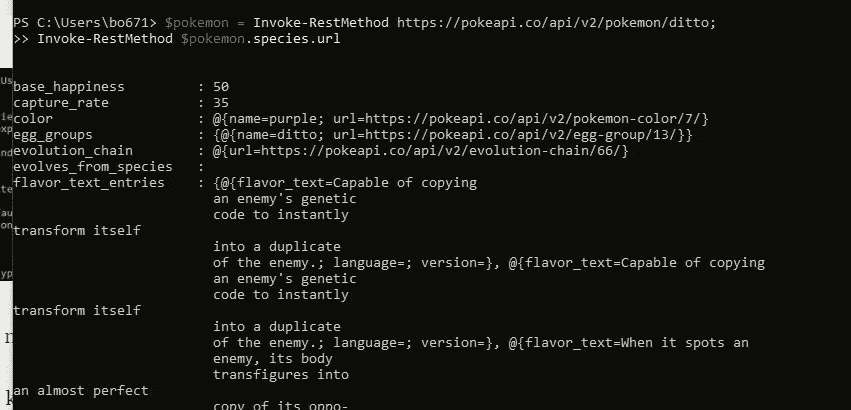 PS C:\Users\bo671> $pokemon = Invoke-RestMethod https://pokeapi.co/api/v2/pokemon/ditto;
>> Invoke-RestMethod $pokemon.species.url
base_happiness : 50
capture_rate : 35
color : @{name=purple; url=https://pokeapi.co/api/v2/pokemon-color/7/}
egg_groups : {@{name=ditto; url=https://pokeapi.co/api/v2/egg-group/13/}}
evolution_chain : @{url=https://pokeapi.co/api/v2/evolution-chain/66/}
evolves_from_species :
flavor_text_entries : {@{flavor_text=Capable of copying
an enemy's genetic
code to instantly
transform itself
into a duplicate
of the enemy.; language=; version=}, @{flavor_text=Capable of copying
an enemy's genetic
code to instantly
transform itself
into a duplicate
of the enemy.; language=; version=}, @{flavor_text=When it spots an
enemy, its body
transfigures into
an almost perfect
copy of its oppo-